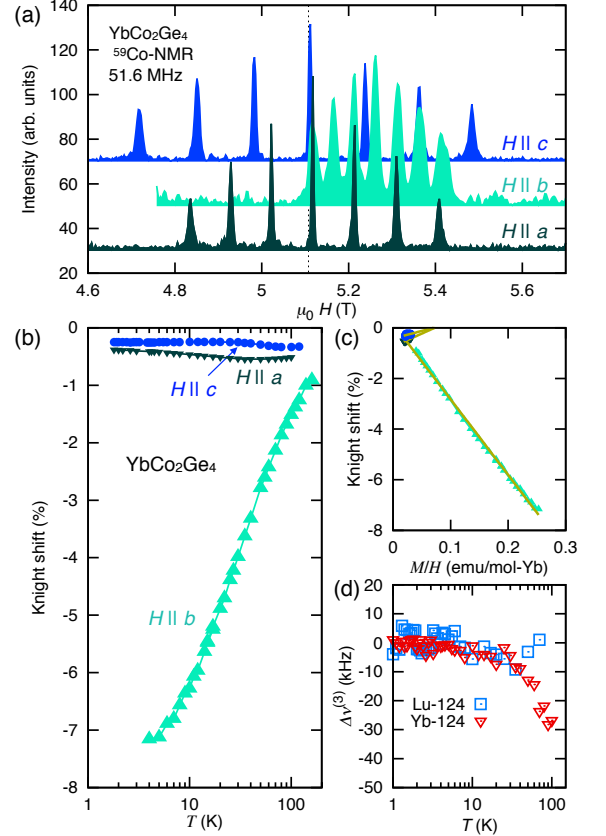 (a)
YbCo₂Ge₄
⁵⁹Co-NMR
51.6 MHz
H || c
H || b
H || a
Intensity (arb. units)
140
120
100
80
60
40
20
4.6 4.8 5 5.2 5.4 5.6
μ₀ H (T)
(b)
H || a
H || c
YbCo₂Ge₄
H || b
Knight shift (%)
0
-1
-2
-3
-4
-5
-6
-7
-8
1 10 100
T (K)
(c)
Knight shift (%)
0
-2
-4
-6
-8
0 0.1 0.2 0.3
M/H (emu/mol-Yb)
(d)
Δν⁽³⁾ (kHz)
20
10
0
-10
-20
-30
-40
-50
Lu-124
Yb-124
1 10 100
T (K)